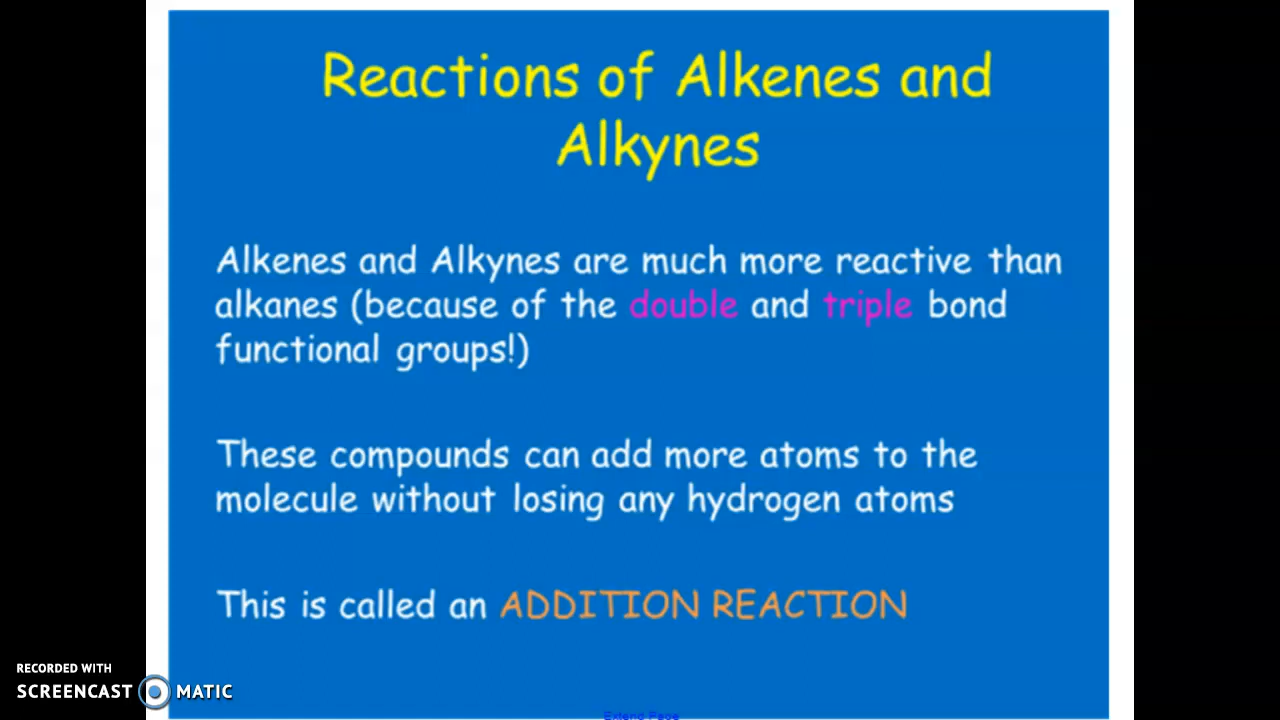 Reactions of Alkenes and
Alkynes
Alkenes and Alkynes are much more reactive than
alkanes (because of the double and triple bond
functional groups!)
These compounds can add more atoms to the
molecule without losing any hydrogen atoms
This is called an ADDITION REACTION
RECORDED WITH
SCREENCAST MATIC
Extend Page